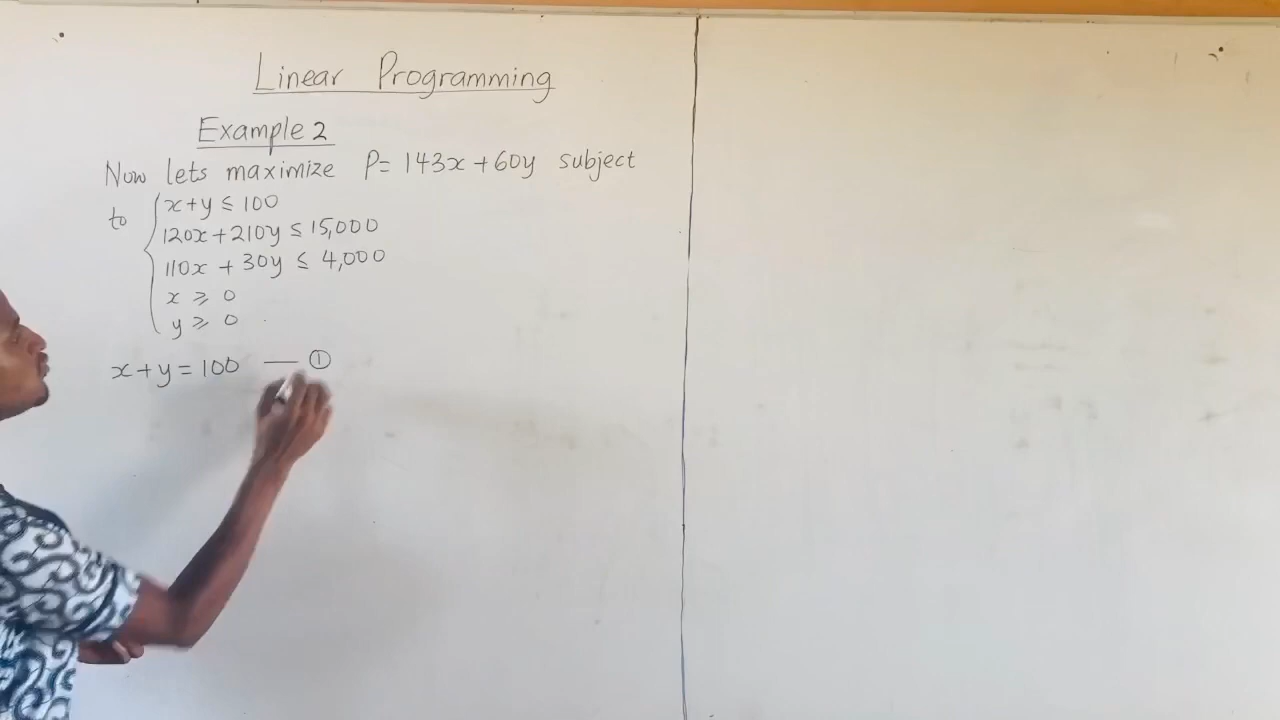 Linear Programming
Example 2
Now lets maximize P= 143x + 60y subject
to x+y ≤ 100
120x + 210y ≤ 15,000
110x + 30y ≤ 4,000
x ⩾ 0
y ⩾ 0
x + y = 100 — ①